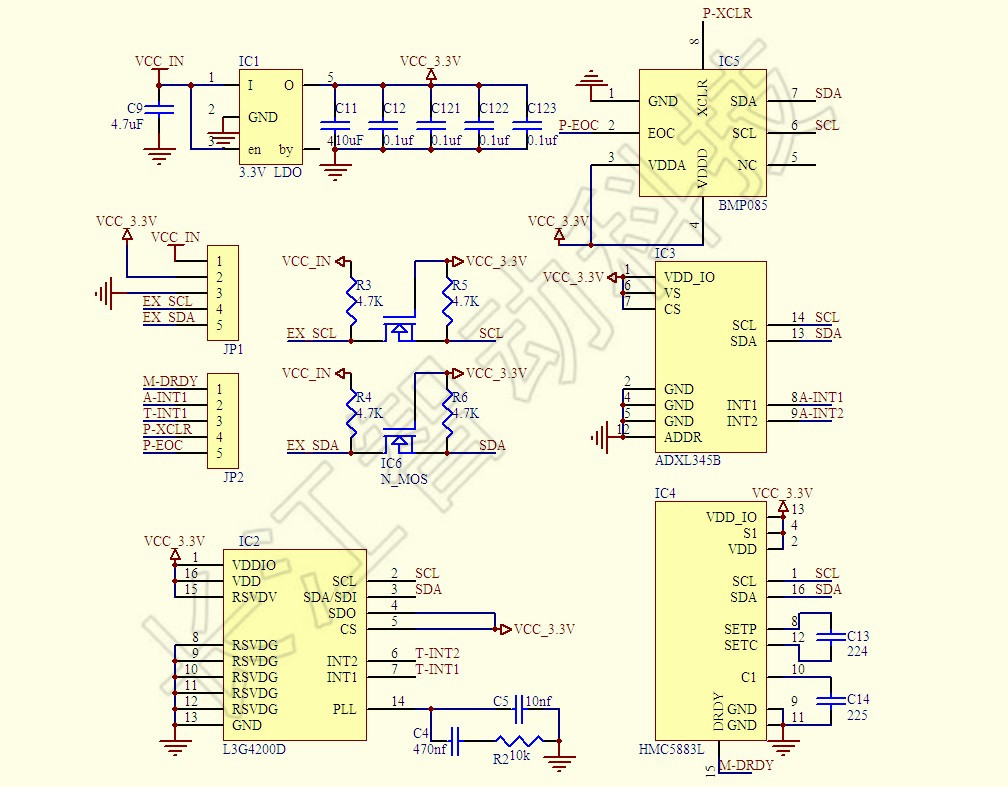 P-XCLR
8
VCC_IN
IC1
VCC_3.3V
IC5
1
I
O
5
C9
4.7uF
2
GND
C11
C12
C121
C122
C123
3
en
by
4
10uF
0.1uf
0.1uf
0.1uf
0.1uf
3.3V LDO
1
GND
XCLR
SDA
7
SDA
P-EOC
2
EOC
SCL
6
SCL
3
VDDA
VDDD
NC
5
BMP085
4
VCC_3.3V
VCC_3.3V
VCC_IN
1
2
3
EX_SCL
4
EX_SDA
5
JP1
VCC_IN
VCC_3.3V
R3
4.7K
R5
4.7K
EX_SCL
SCL
IC3
VCC_3.3V
1
VDD_IO
6
VS
7
CS
SCL
14
SCL
SDA
13
SDA
2
GND
4
GND
5
GND
12
ADDR
INT1
8
A-INT1
INT2
9
A-INT2
ADXL345B
M-DRDY
1
A-INT1
2
T-INT1
3
P-XCLR
4
P-EOC
5
JP2
VCC_IN
VCC_3.3V
R4
4.7K
R6
4.7K
EX_SDA
SDA
IC6
N_MOS
IC4
VCC_3.3V
VDD_IO
13
S1
4
VDD
2
SCL
1
SCL
SDA
16
SDA
SETP
8
SETC
12
C13
224
C1
10
C14
225
DRDY
GND
9
GND
11
HMC5883L
15
M-DRDY
VCC_3.3V
IC2
1
VDDIO
16
VDD
15
RSVDV
SCL
2
SCL
SDA/SDI
3
SDA
SDO
4
CS
5
VCC_3.3V
8
RSVDG
9
RSVDG
10
RSVDG
11
RSVDG
12
RSVDG
13
GND
INT2
6
T-INT2
INT1
7
T-INT1
PLL
14
L3G4200D
C5
10nf
C4
470nf
R2
10k
长江智动科技